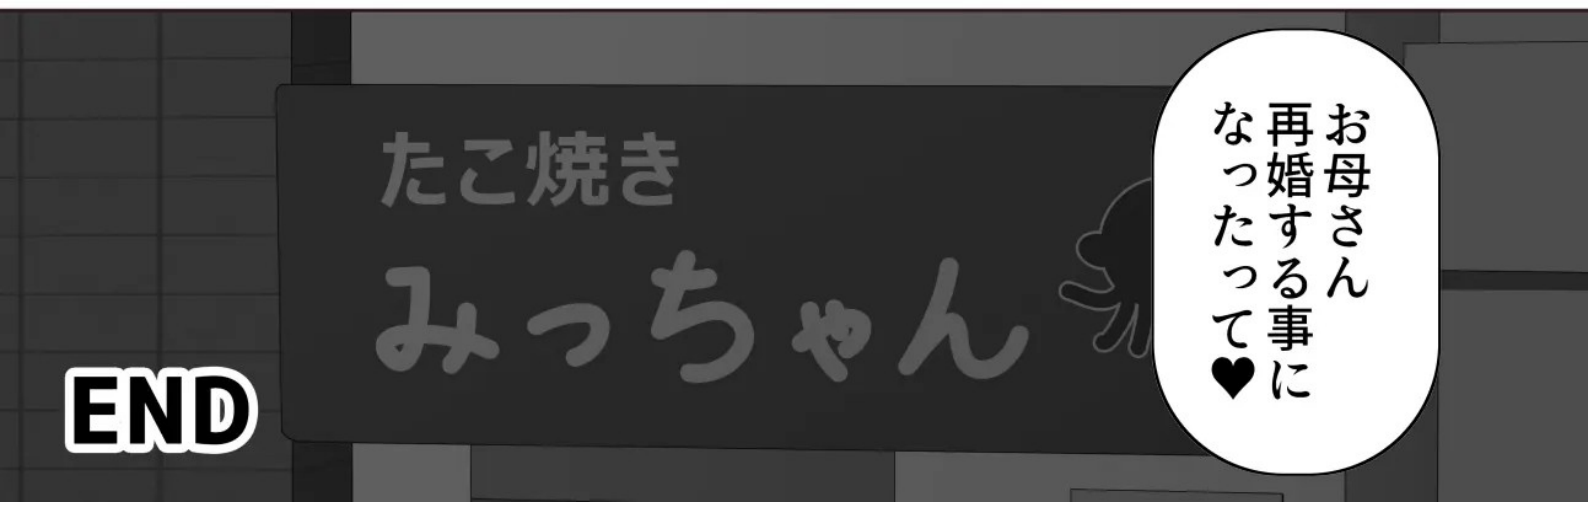 お母さん
再婚する事に
なったって♥
たこ焼き
みっちゃん
END